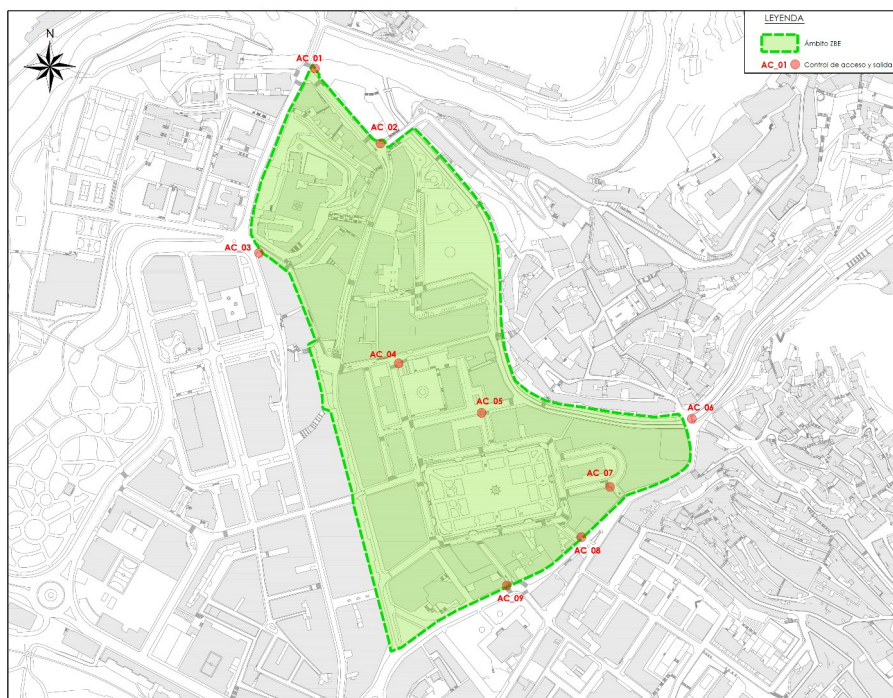 LEYENDA
Ámbito ZBE
AC_01 Control de acceso y salida
N
AC_01
AC_02
AC_03
AC_04
AC_05
AC_06
AC_07
AC_08
AC_09